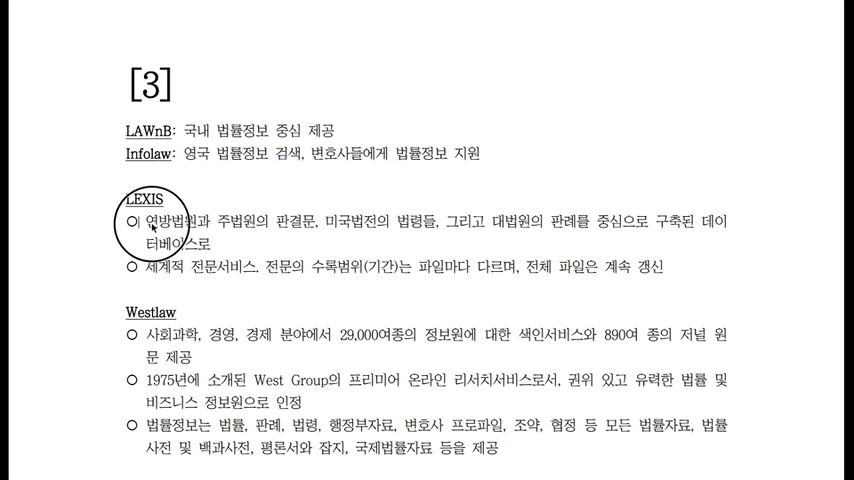 [3]
LAWnB: 국내 법률정보 중심 제공
Infolaw: 영국 법률정보 검색, 변호사들에게 법률정보 지원
LEXIS
○ 연방법원과 주법원의 판결문, 미국법전의 법령들, 그리고 대법원의 판례를 중심으로 구축된 데이
터베이스로
○ 세계적 전문서비스. 전문의 수록범위(기간)는 파일마다 다르며, 전체 파일은 계속 갱신
Westlaw
○ 사회과학, 경영, 경제 분야에서 29,000여종의 정보원에 대한 색인서비스와 890여 종의 저널 원
문 제공
○ 1975년에 소개된 West Group의 프리미어 온라인 리서치서비스로서, 권위 있고 유력한 법률 및
비즈니스 정보원으로 인정
○ 법률정보는 법률, 판례, 법령, 행정부자료, 변호사 프로파일, 조약, 협정 등 모든 법률자료, 법률
사전 및 백과사전, 평론서와 잡지, 국제법률자료 등을 제공